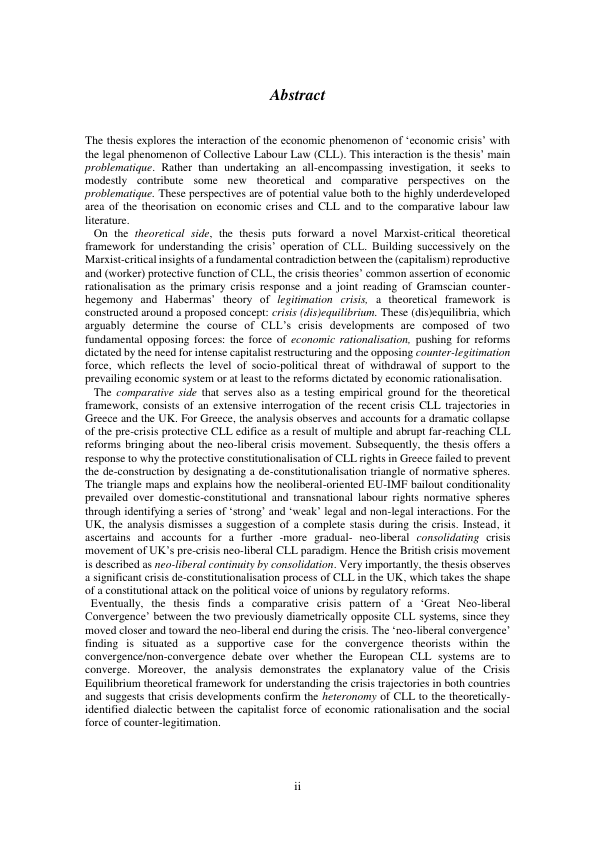 Abstract
The thesis explores the interaction of the economic phenomenon of ‘economic crisis’ with
the legal phenomenon of Collective Labour Law (CLL). This interaction is the thesis’ main
problematique. Rather than undertaking an all-encompassing investigation, it seeks to
modestly contribute some new theoretical and comparative perspectives on the
problematique. These perspectives are of potential value both to the highly underdeveloped
area of the theorisation on economic crises and CLL and to the comparative labour law
literature.
On the theoretical side, the thesis puts forward a novel Marxist-critical theoretical
framework for understanding the crisis’ operation of CLL. Building successively on the
Marxist-critical insights of a fundamental contradiction between the (capitalism) reproductive
and (worker) protective function of CLL, the crisis theories’ common assertion of economic
rationalisation as the primary crisis response and a joint reading of Gramscian counter-
hegemony and Habermas’ theory of legitimation crisis, a theoretical framework is
constructed around a proposed concept: crisis (dis)equilibrium. These (dis)equilibria, which
arguably determine the course of CLL’s crisis developments are composed of two
fundamental opposing forces: the force of economic rationalisation, pushing for reforms
dictated by the need for intense capitalist restructuring and the opposing counter-legitimation
force, which reflects the level of socio-political threat of withdrawal of support to the
prevailing economic system or at least to the reforms dictated by economic rationalisation.
The comparative side that serves also as a testing empirical ground for the theoretical
framework, consists of an extensive interrogation of the recent crisis CLL trajectories in
Greece and the UK. For Greece, the analysis observes and accounts for a dramatic collapse
of the pre-crisis protective CLL edifice as a result of multiple and abrupt far-reaching CLL
reforms bringing about the neo-liberal crisis movement. Subsequently, the thesis offers a
response to why the protective constitutionalisation of CLL rights in Greece failed to prevent
the de-construction by designating a de-constitutionalisation triangle of normative spheres.
The triangle maps and explains how the neoliberal-oriented EU-IMF bailout conditionality
prevailed over domestic-constitutional and transnational labour rights normative spheres
through identifying a series of ‘strong’ and ‘weak’ legal and non-legal interactions. For the
UK, the analysis dismisses a suggestion of a complete stasis during the crisis. Instead, it
ascertains and accounts for a further -more gradual- neo-liberal consolidating crisis
movement of UK’s pre-crisis neo-liberal CLL paradigm. Hence the British crisis movement
is described as neo-liberal continuity by consolidation. Very importantly, the thesis observes
a significant crisis de-constitutionalisation process of CLL in the UK, which takes the shape
of a constitutional attack on the political voice of unions by regulatory reforms.
Eventually, the thesis finds a comparative crisis pattern of a ‘Great Neo-liberal
Convergence’ between the two previously diametrically opposite CLL systems, since they
moved closer and toward the neo-liberal end during the crisis. The ‘neo-liberal convergence’
finding is situated as a supportive case for the convergence theorists within the
convergence/non-convergence debate over whether the European CLL systems are to
converge. Moreover, the analysis demonstrates the explanatory value of the Crisis
Equilibrium theoretical framework for understanding the crisis trajectories in both countries
and suggests that crisis developments confirm the heteronomy of CLL to the theoretically-
identified dialectic between the capitalist force of economic rationalisation and the social
force of counter-legitimation.
ii